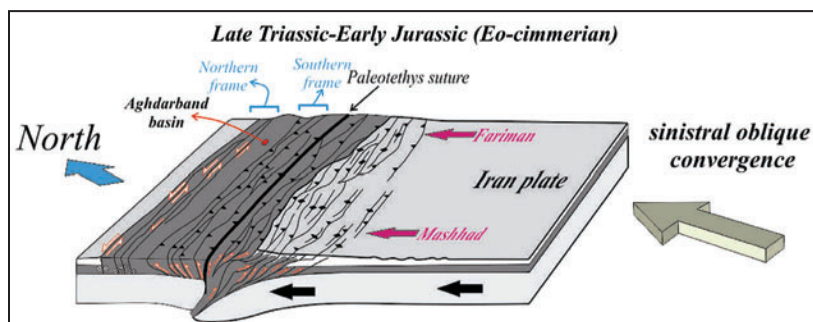 Late Triassic-Early Jurassic (Eo-cimmerian)
Northern
frame
Southern
frame
Paleotethys suture
Aghdarband
basin
North
Fariman
sinistral oblique
convergence
Iran plate
Mashhad